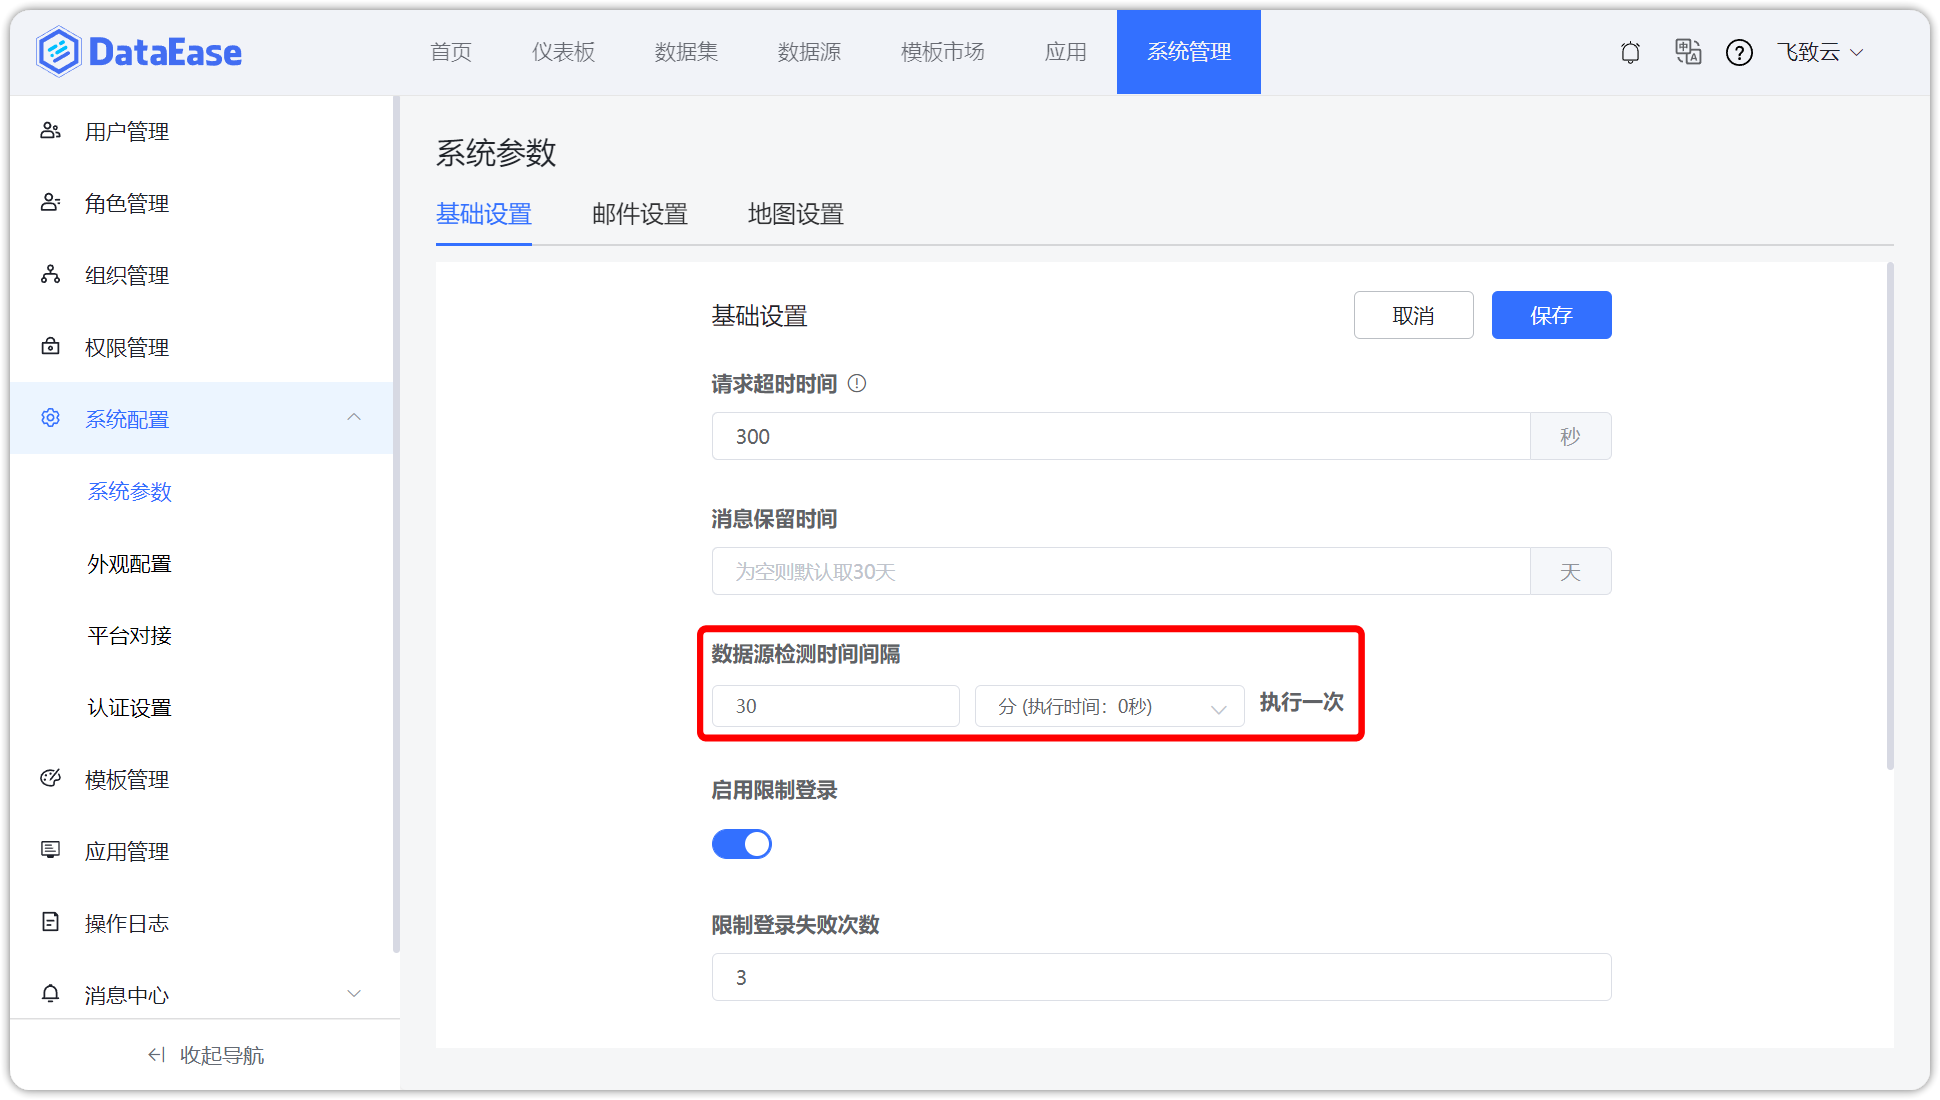 DataEase
首页
仪表板
数据集
数据源
模板市场
应用
系统管理
飞致云
用户管理
角色管理
组织管理
权限管理
系统配置
系统参数
外观配置
平台对接
认证设置
模板管理
应用管理
操作日志
消息中心
收起导航
系统参数
基础设置
邮件设置
地图设置
基础设置
取消
保存
请求超时时间
300
秒
消息保留时间
为空则默认取30天
天
数据源检测时间间隔
30
分 (执行时间：0秒)
执行一次
启用限制登录
限制登录失败次数
3